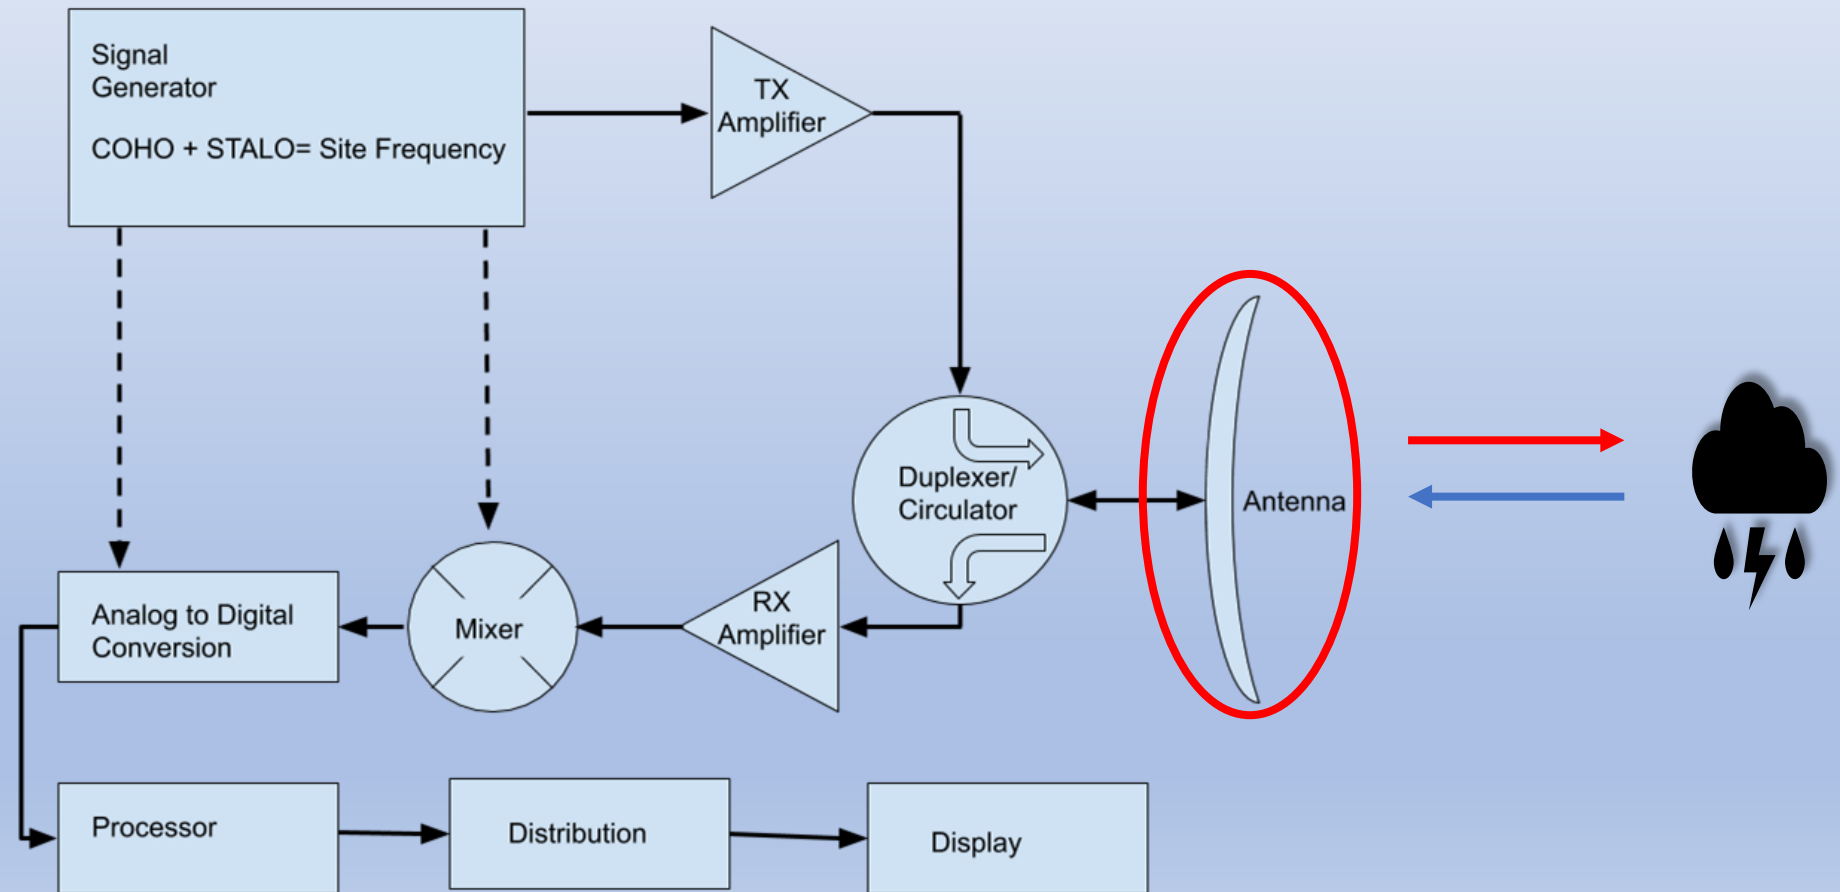 Signal
Generator
COHO + STALO= Site Frequency
TX
Amplifier
Duplexer/
Circulator
Antenna
RX
Amplifier
Mixer
Analog to Digital
Conversion
Processor
Distribution
Display